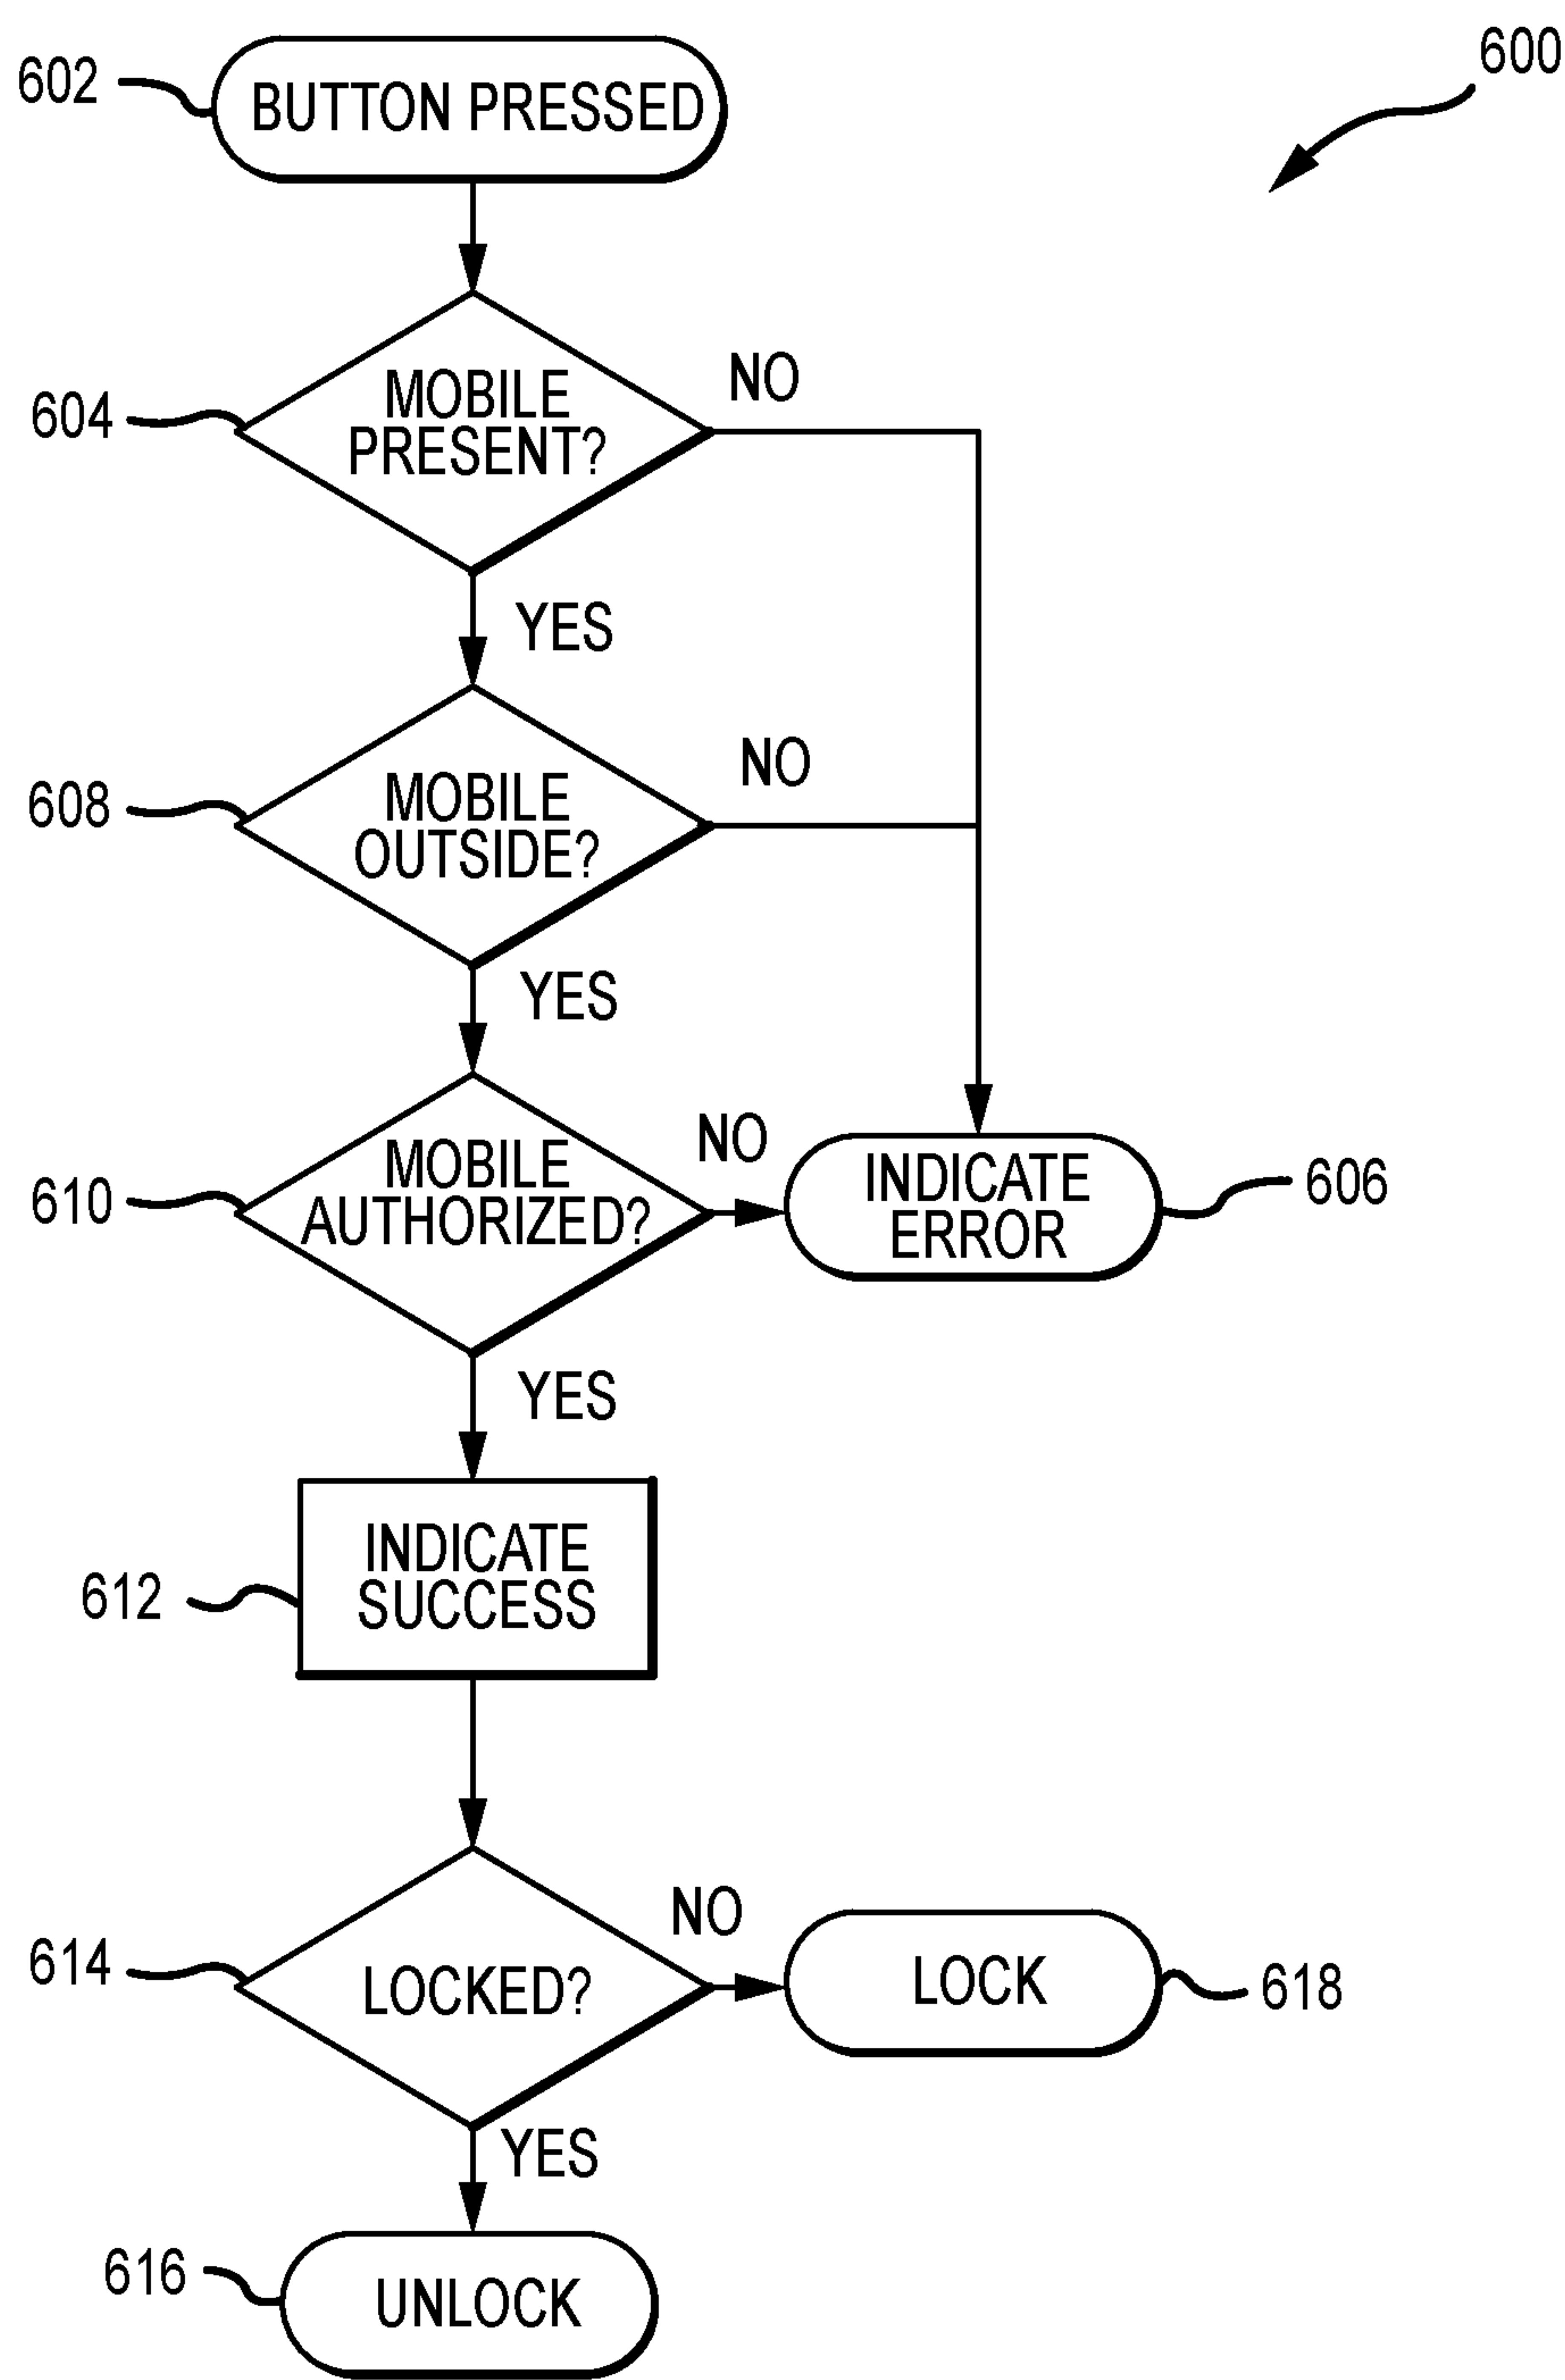 600
602
BUTTON PRESSED
604
MOBILE
PRESENT?
NO
YES
608
MOBILE
OUTSIDE?
NO
YES
610
MOBILE
AUTHORIZED?
NO
INDICATE
ERROR
606
YES
612
INDICATE
SUCCESS
614
LOCKED?
NO
LOCK
618
YES
616
UNLOCK